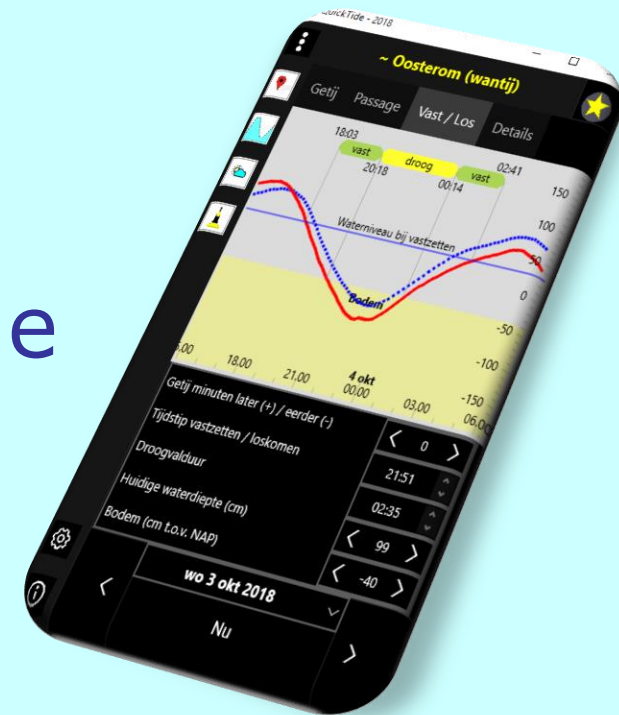 QuickTide - 2018
~ Oosterom (wantij)
Getij Passage Vast / Los Details
18:03 02:41
vast droog vast
20:18 00:14
150
100
Waterniveau bij vastzetten
50
0
Bodem
-50
-100
-150
18.00 21.00 00.00 03.00 06.00
4 okt
Getij minuten later (+) / eerder (-) 0
Tijdstip vastzetten / loskomen 21:51
Droogvalduur 02:35
Huidige waterdiepte (cm) 99
Bodem (cm t.o.v. NAP) -40
wo 3 okt 2018
Nu
e